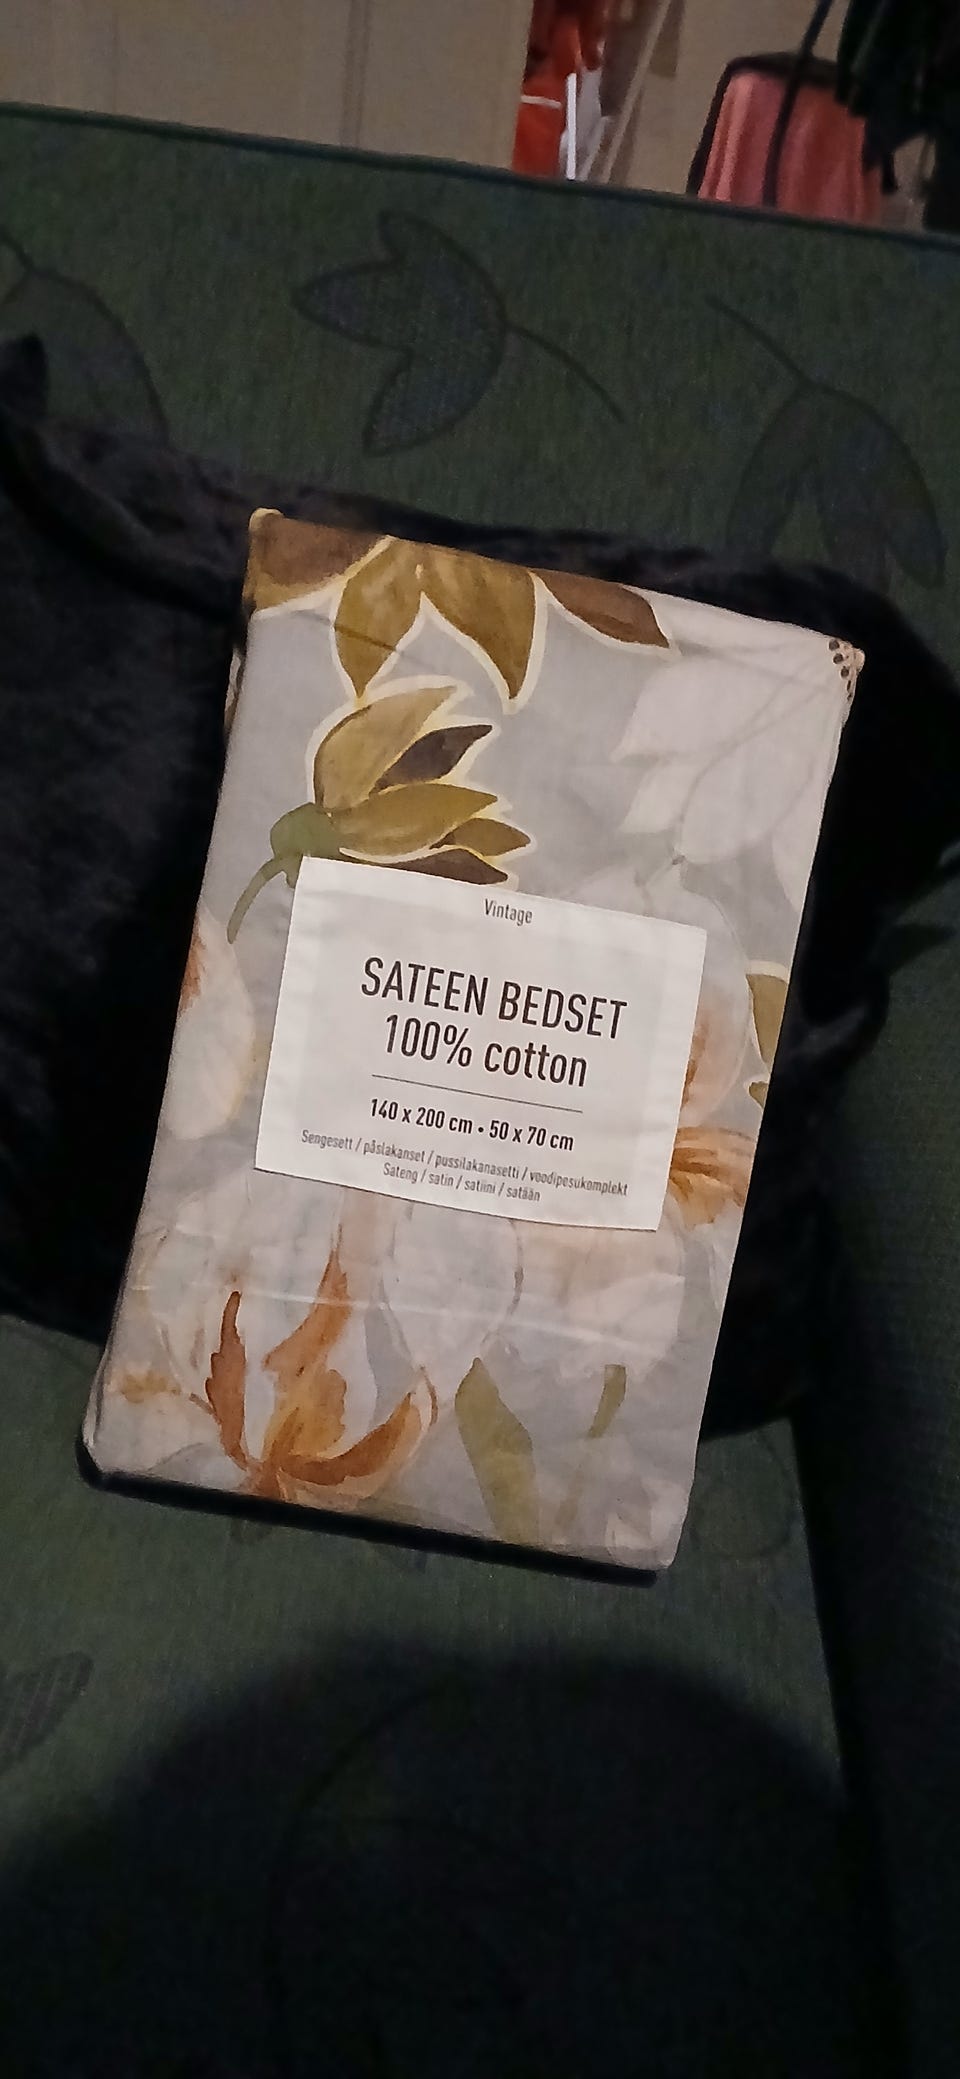 Vintage
SATEEN BEDSET
100% cotton
140 x 200 cm • 50 x 70 cm
Sengesett / påslakanset / pussilakanasetti / voodipesukomplekt
Sateng / satin / satiini / satään